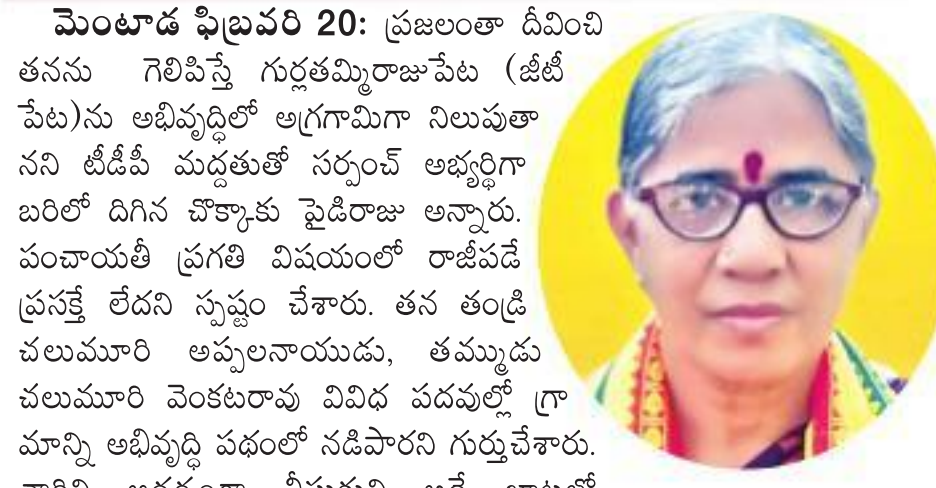 మెంటాడ ఫిబ్రవరి 20: ప్రజలంతా దీవించి
తనను గెలిపిస్తే గుర్లతమ్మిరాజుపేట (జీటీ
పేట)ను అభివృద్ధిలో అగ్రగామిగా నిలుపుతా
నని టీడీపీ మద్దతుతో సర్పంచ్ అభ్యర్థిగా
బరిలో దిగిన చొక్కాకు పైడిరాజు అన్నారు.
పంచాయతీ ప్రగతి విషయంలో రాజీపడే
ప్రసక్తే లేదని స్పష్టం చేశారు. తన తండ్రి
చలుమూరి అప్పలనాయుడు, తమ్ముడు
చలుమూరి వెంకటరావు వివిధ పదవుల్లో గ్రా
మాన్ని అభివృద్ధి పథంలో నడిపారని గుర్తుచేశారు.